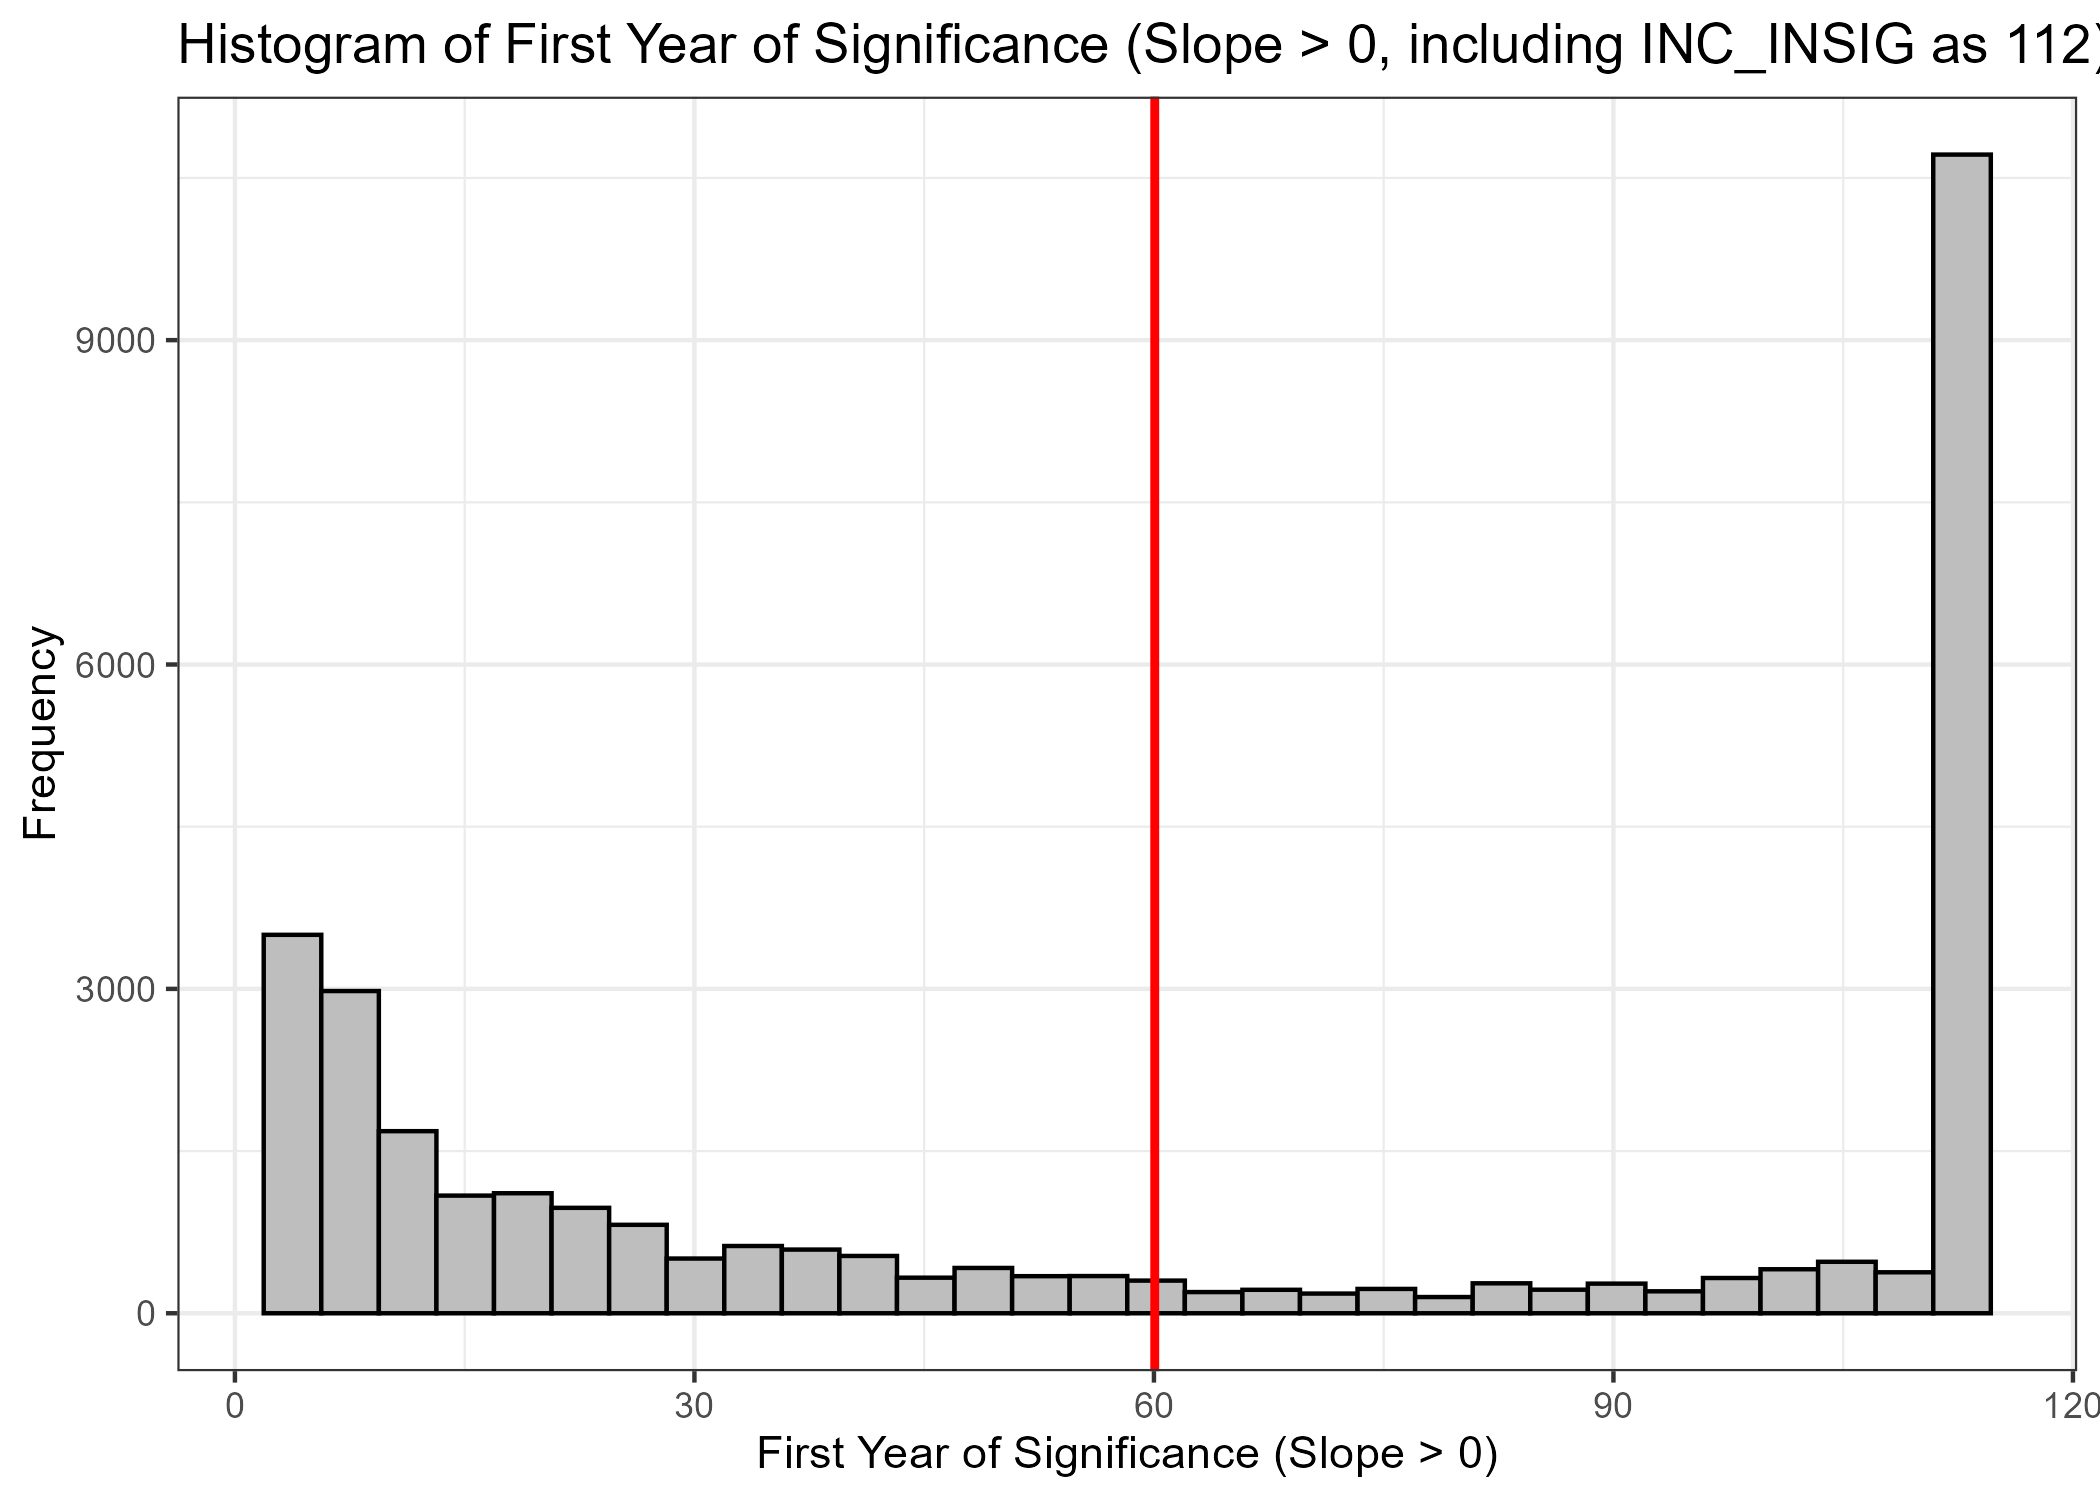 Histogram of First Year of Significance (Slope > 0, including INC_INSIG as 112)
Frequency
9000
6000
3000
0
0 30 60 90 120
First Year of Significance (Slope > 0)